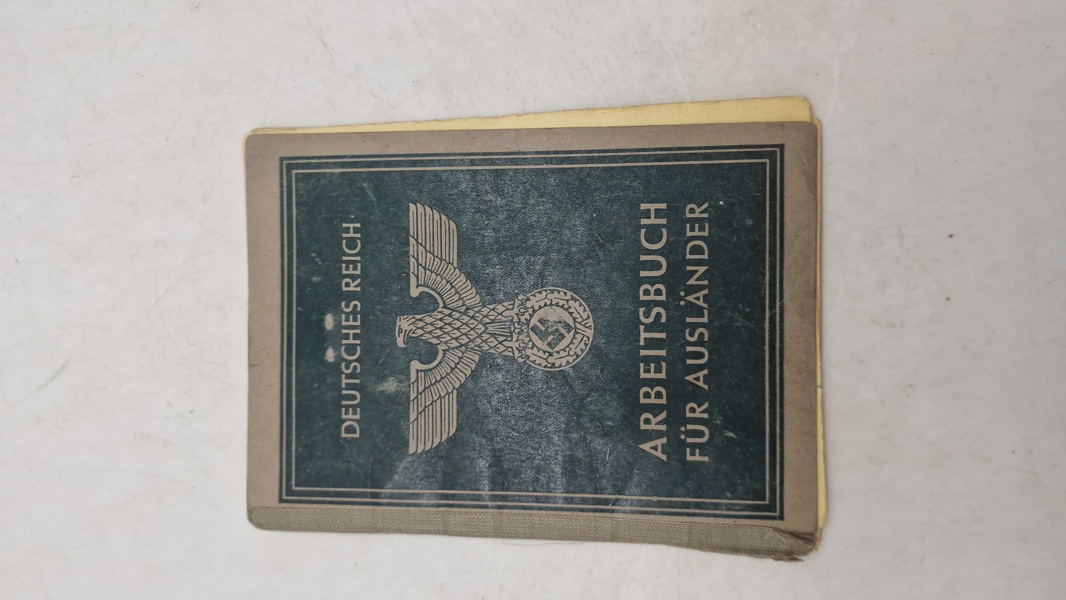 DEUTSCHES REICH
ARBEITSBUCH
FÜR AUSLÄNDER